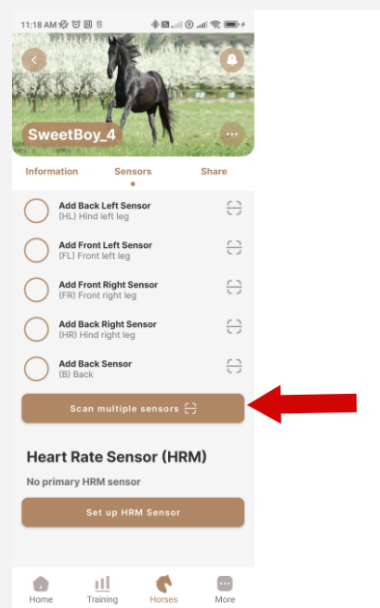 11:18 AM
SweetBoy_4
Information Sensors Share
Add Back Left Sensor
(HL) Hind left leg
Add Front Left Sensor
(FL) Front left leg
Add Front Right Sensor
(FR) Front right leg
Add Back Right Sensor
(HR) Hind right leg
Add Back Sensor
(B) Back
Scan multiple sensors
Heart Rate Sensor (HRM)
No primary HRM sensor
Set up HRM Sensor
Home Training Horses More